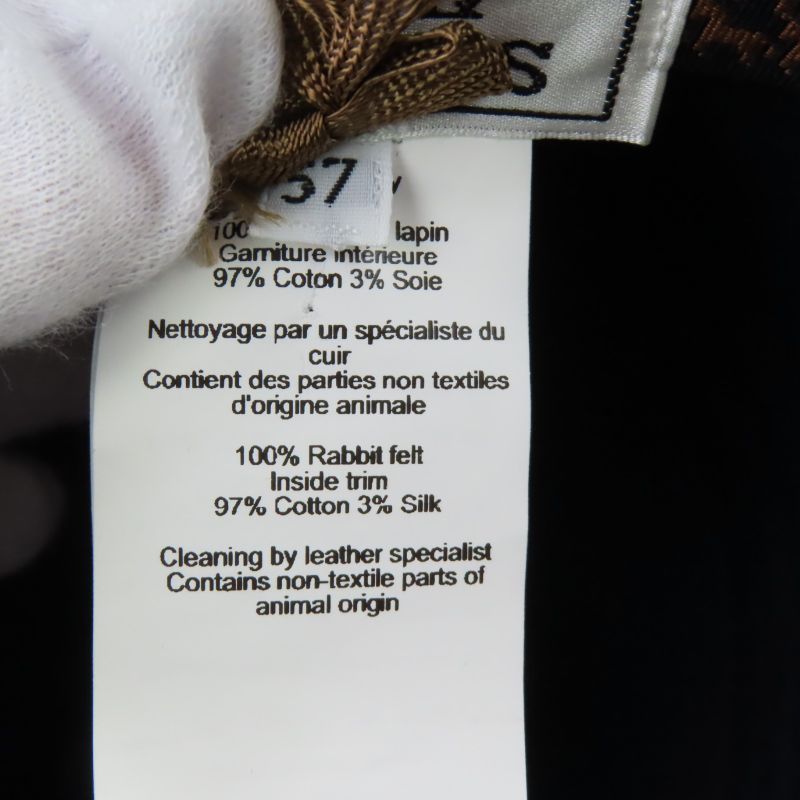 S
57
100 lapin
Garniture intérieure
97% Coton 3% Soie
Nettoyage par un spécialiste du
cuir
Contient des parties non textiles
d'origine animale
100% Rabbit felt
Inside trim
97% Cotton 3% Silk
Cleaning by leather specialist
Contains non-textile parts of
animal origin